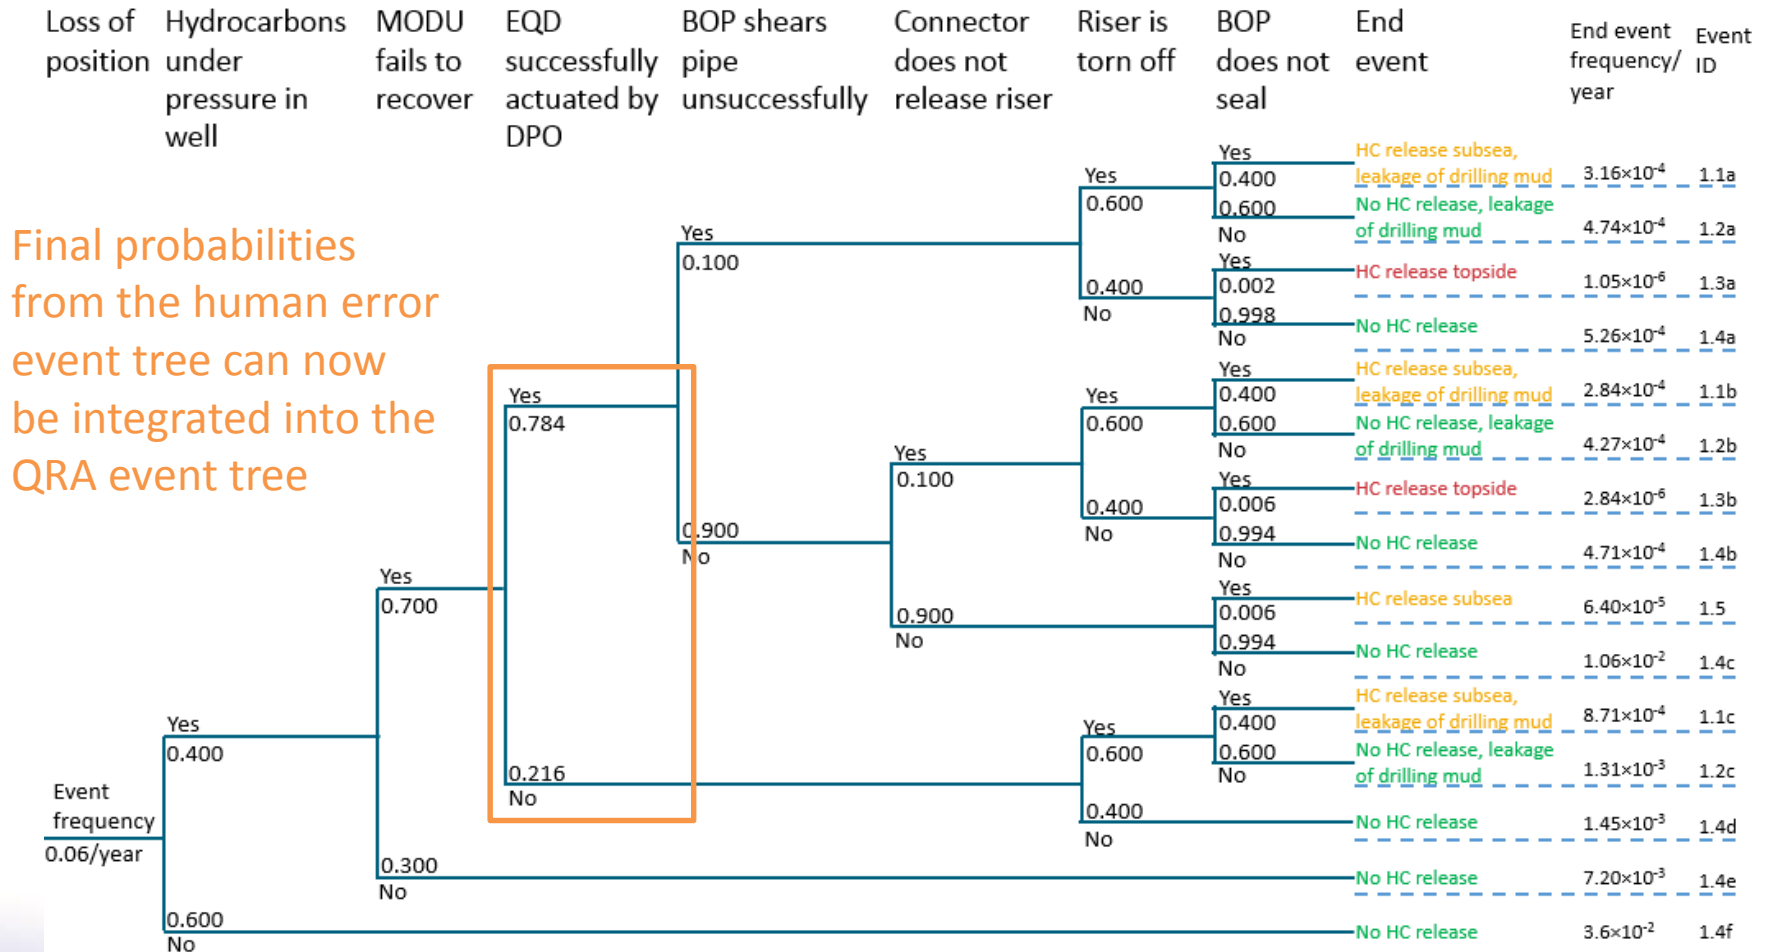 Loss of position
Hydrocarbons under pressure in well
MODU fails to recover
EQD successfully actuated by DPO
BOP shears pipe unsuccessfully
Connector does not release riser
Riser is torn off
BOP does not seal
End event
End event frequency/ year
Event ID
Final probabilities
from the human error
event tree can now
be integrated into the
QRA event tree
Event
frequency
0.06/year
Yes
0.400
0.600
No
Yes
0.700
0.300
No
Yes
0.784
0.216
No
Yes
0.100
0.900
No
Yes
0.100
0.900
No
Yes
0.600
0.400
No
Yes
0.600
0.400
No
Yes
0.600
0.400
No
Yes
0.400
0.600
No
Yes
0.002
0.998
No
Yes
0.400
0.600
No
Yes
0.006
0.994
No
Yes
0.006
0.994
No
Yes
0.400
0.600
No
HC release subsea,
leakage of drilling mud 3.16×10⁻⁴ 1.1a
No HC release, leakage
of drilling mud 4.74×10⁻⁴ 1.2a
HC release topside 1.05×10⁻⁶ 1.3a
No HC release 5.26×10⁻⁴ 1.4a
HC release subsea,
leakage of drilling mud 2.84×10⁻⁴ 1.1b
No HC release, leakage
of drilling mud 4.27×10⁻⁴ 1.2b
HC release topside 2.84×10⁻⁶ 1.3b
No HC release 4.71×10⁻⁴ 1.4b
HC release subsea 6.40×10⁻⁵ 1.5
No HC release 1.06×10⁻² 1.4c
HC release subsea,
leakage of drilling mud 8.71×10⁻⁴ 1.1c
No HC release, leakage
of drilling mud 1.31×10⁻³ 1.2c
No HC release 1.45×10⁻³ 1.4d
No HC release 7.20×10⁻³ 1.4e
No HC release 3.6×10⁻² 1.4f